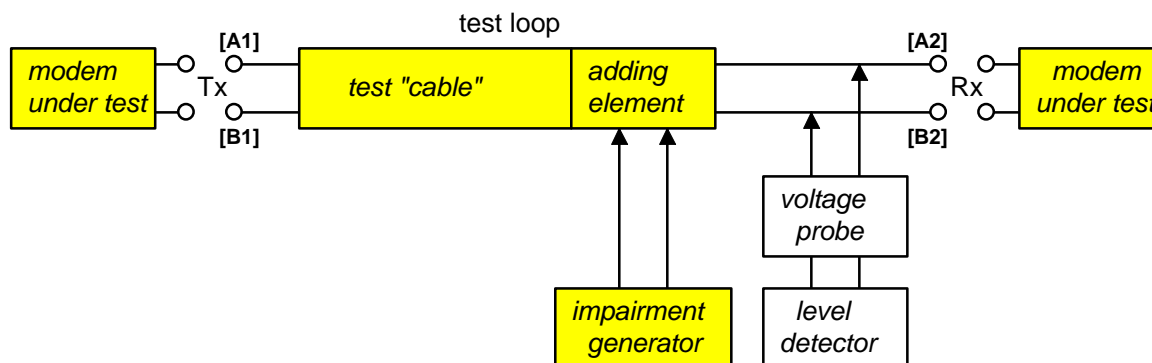 test loop
modem
under test
Tx
[A1]
[B1]
test "cable"
adding
element
[A2]
[B2]
Rx
modem
under test
voltage
probe
impairment
generator
level
detector